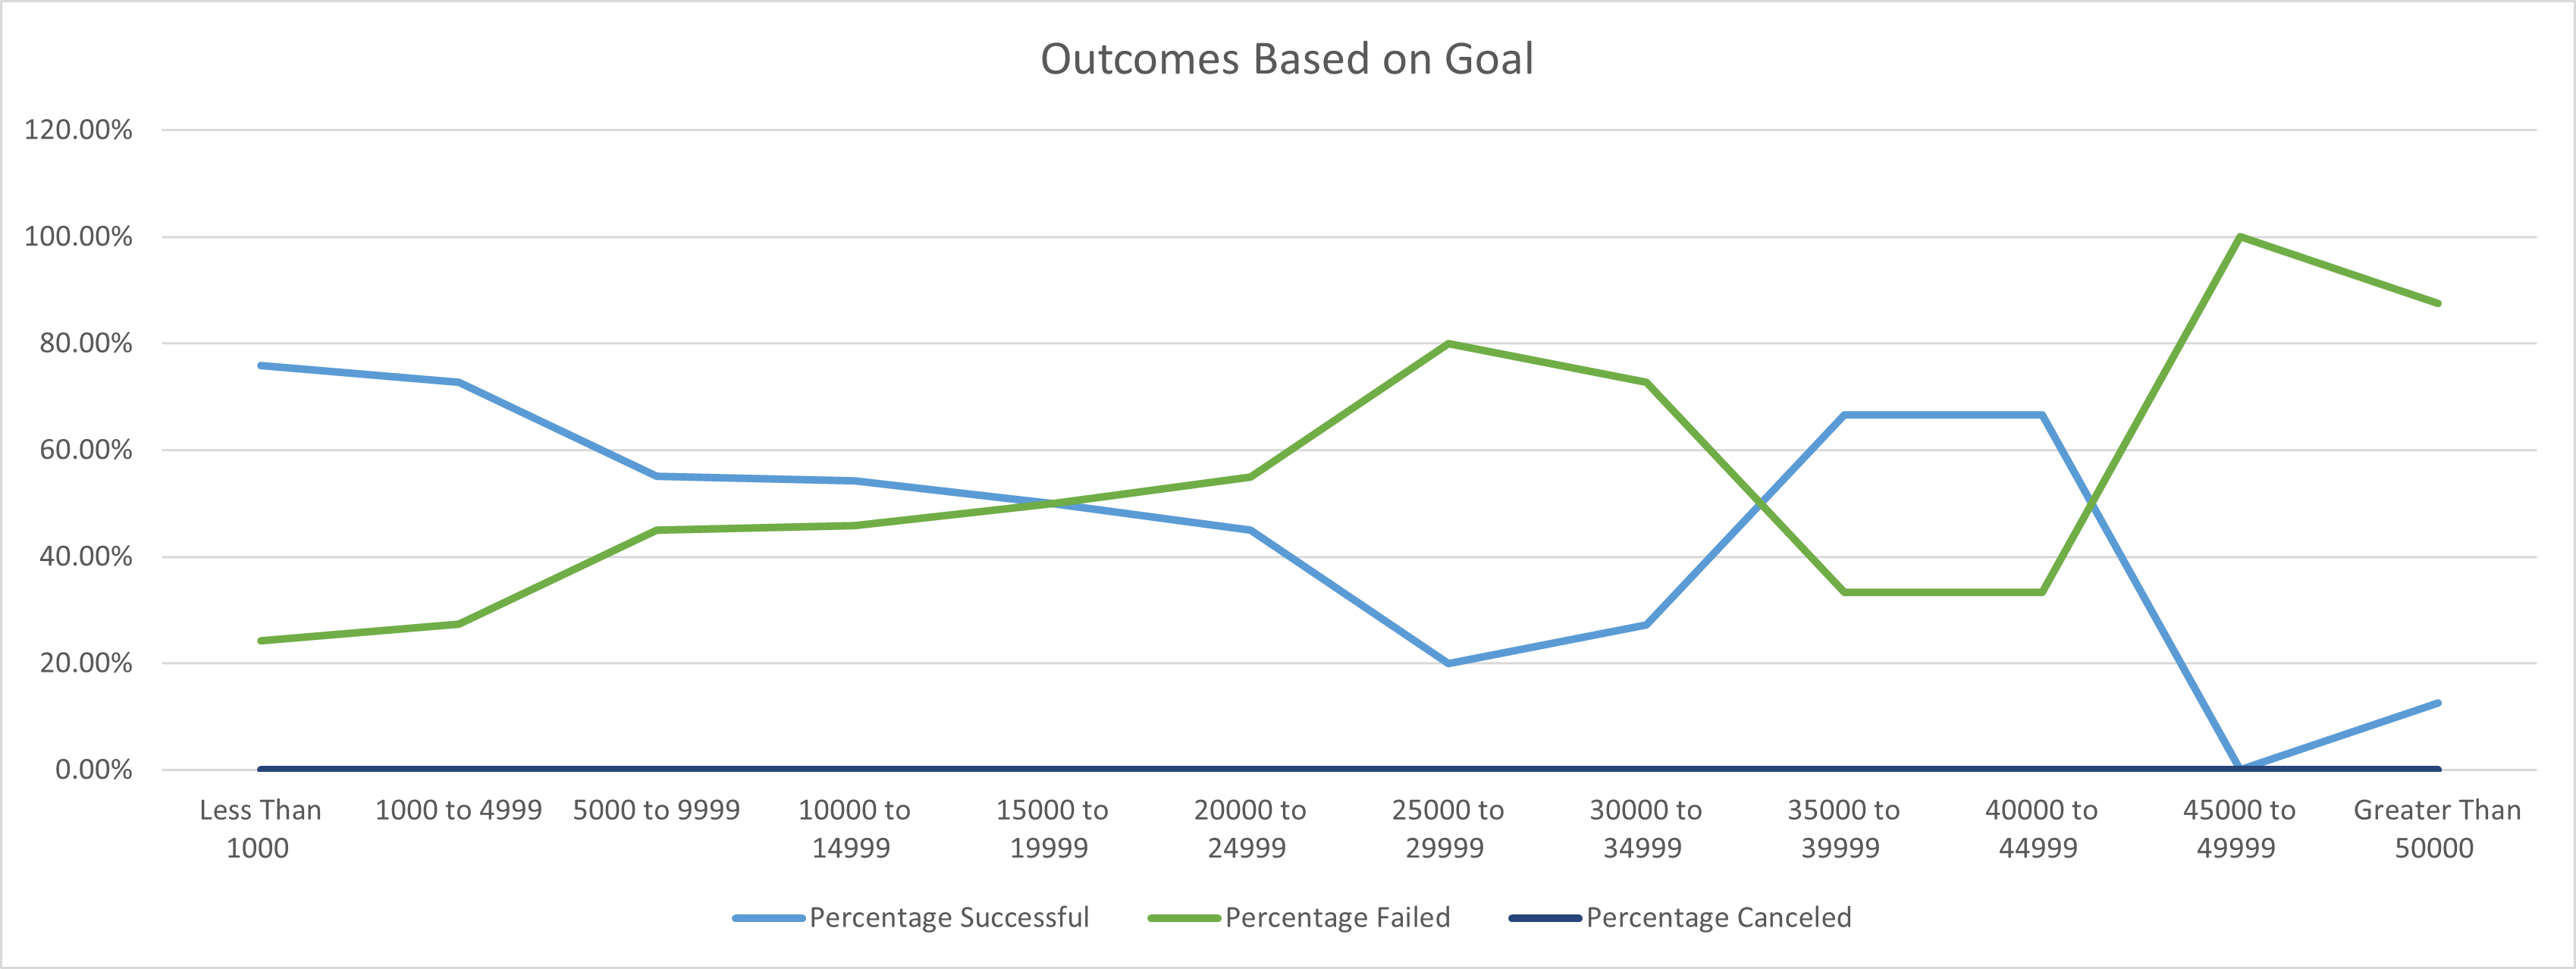 Outcomes Based on Goal
120.00%
100.00%
80.00%
60.00%
40.00%
20.00%
0.00%
Less Than
1000
1000 to 4999
5000 to 9999
10000 to
14999
15000 to
19999
20000 to
24999
25000 to
29999
30000 to
34999
35000 to
39999
40000 to
44999
45000 to
49999
Greater Than
50000
Percentage Successful
Percentage Failed
Percentage Canceled